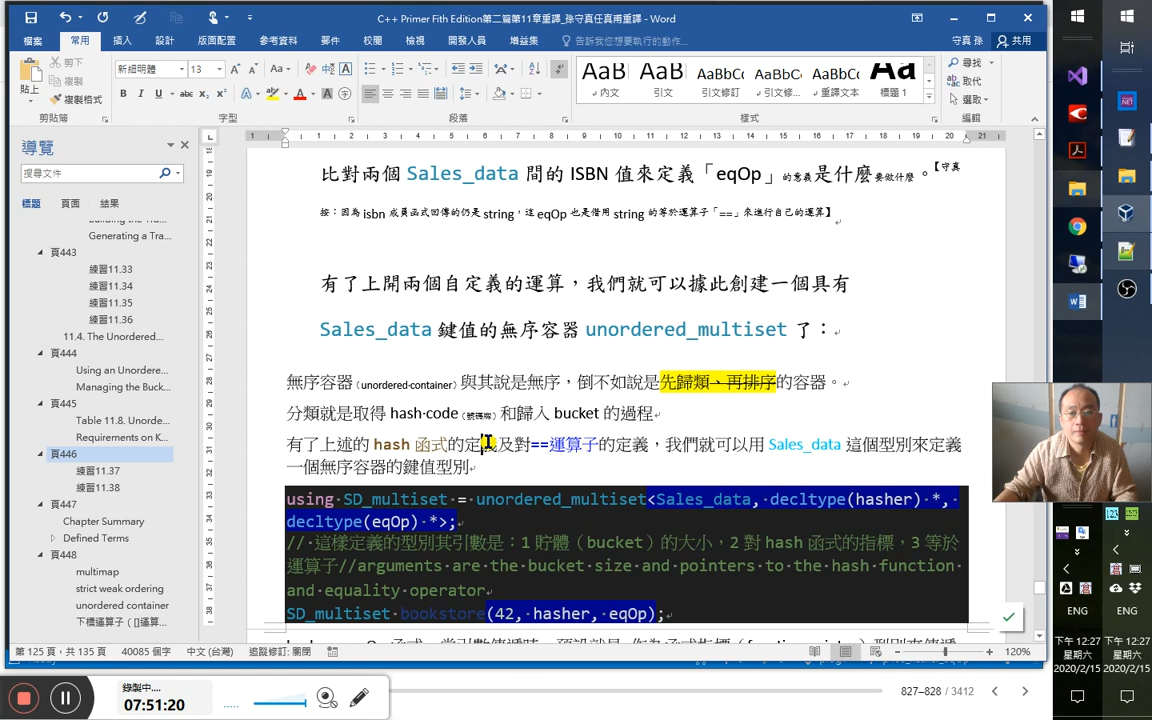 C++ Primer Fith Edition第二篇第11章重譯_孫守真任真甫重譯 - Word
檔案 常用 插入 設計 版面配置 參考資料 郵件 校閱 檢視 開發人員 增益集 告訴我您想要執行的動作... 守真 孫 共用
貼上 剪下 複製 複製格式
新細明體 13
AaBb AaBb AaBbCc AaBbCc AaBbCc Aa
內文 引文 引文修訂 引文修... 重譯文本 標題 1
尋找 取代 選取
剪貼簿 字型 段落 樣式 編輯
導覽
搜尋文件
標題 頁面 結果
Generating a Tra...
頁443
練習11.33
練習11.34
練習11.35
練習11.36
11.4. The Unordered...
頁444
Using an Unordere...
Managing the Buck...
頁445
Table 11.8. Unorde...
Requirements on K...
頁446
練習11.37
練習11.38
頁447
Chapter Summary
Defined Terms
頁448
multimap
strict weak ordering
unordered container
下標運算子（[]運算...
比對兩個 Sales_data 間的 ISBN 值來定義「eqOp」的意義是什麼要做什麼。【守真
按：因為 isbn 成員函式回傳的仍是 string，這 eqOp 也是借用 string 的等於運算子「==」來進行自己的運算】
有了上開兩個自定義的運算，我們就可以據此創建一個具有
Sales_data 鍵值的無序容器 unordered_multiset 了：
無序容器（unordered container）與其說是無序，倒不如說是先歸類、再排序的容器。
分類就是取得 hash code（號碼牌）和歸入 bucket 的過程
有了上述的 hash 函式的定義及對==運算子的定義，我們就可以用 Sales_data 這個型別來定義
一個無序容器的鍵值型別
using SD_multiset = unordered_multiset<Sales_data, decltype(hasher) *,
decltype(eqOp) *>;
// 這樣定義的型別其引數是：1 貯體（bucket）的大小，2 對 hash 函式的指標，3 等於
運算子//arguments are the bucket size and pointers to the hash function
and equality operator
SD_multiset bookstore(42, hasher, eqOp);
第 125 頁，共 135 頁 40085 個字 中文 (台灣) 追蹤修訂: 關閉 120%
錄製中....
07:51:20
827–828 / 3412
ENG ENG
下午 12:27 下午 12:27
星期六 星期六
2020/2/15 2020/2/15